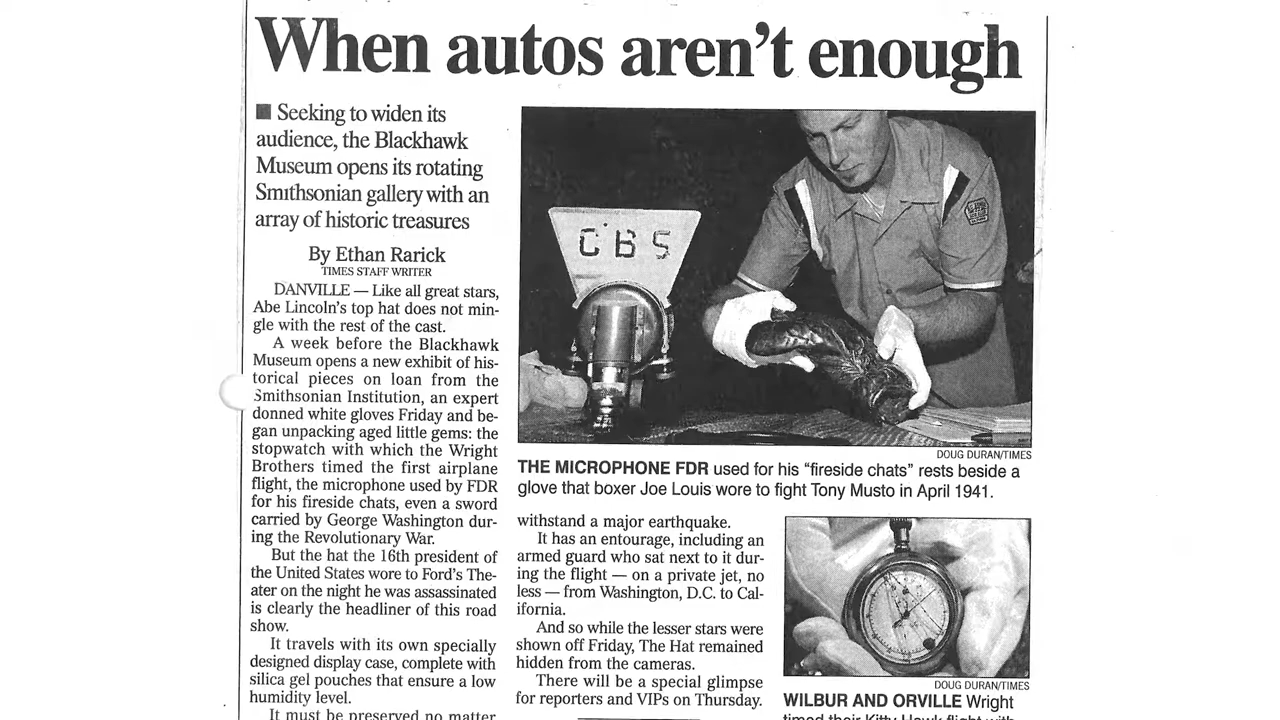 When autos aren't enough
■ Seeking to widen its
audience, the Blackhawk
Museum opens its rotating
Smithsonian gallery with an
array of historic treasures
By Ethan Rarick
TIMES STAFF WRITER
DANVILLE — Like all great stars,
Abe Lincoln's top hat does not min-
gle with the rest of the cast.
A week before the Blackhawk
Museum opens a new exhibit of his-
torical pieces on loan from the
Smithsonian Institution, an expert
donned white gloves Friday and be-
gan unpacking aged little gems: the
stopwatch with which the Wright
Brothers timed the first airplane
flight, the microphone used by FDR
for his fireside chats, even a sword
carried by George Washington dur-
ing the Revolutionary War.
But the hat the 16th president of
the United States wore to Ford's The-
ater on the night he was assassinated
is clearly the headliner of this road
show.
It travels with its own specially
designed display case, complete with
silica gel pouches that ensure a low
humidity level.
It must be preserved no matter
CBS
DOUG DURAN/TIMES
THE MICROPHONE FDR used for his "fireside chats" rests beside a
glove that boxer Joe Louis wore to fight Tony Musto in April 1941.
withstand a major earthquake.
It has an entourage, including an
armed guard who sat next to it dur-
ing the flight — on a private jet, no
less — from Washington, D.C. to Cal-
ifornia.
And so while the lesser stars were
shown off Friday, The Hat remained
hidden from the cameras.
There will be a special glimpse
for reporters and VIPs on Thursday.
DOUG DURAN/TIMES
WILBUR AND ORVILLE Wright
timed their Kitty Hawk flight with